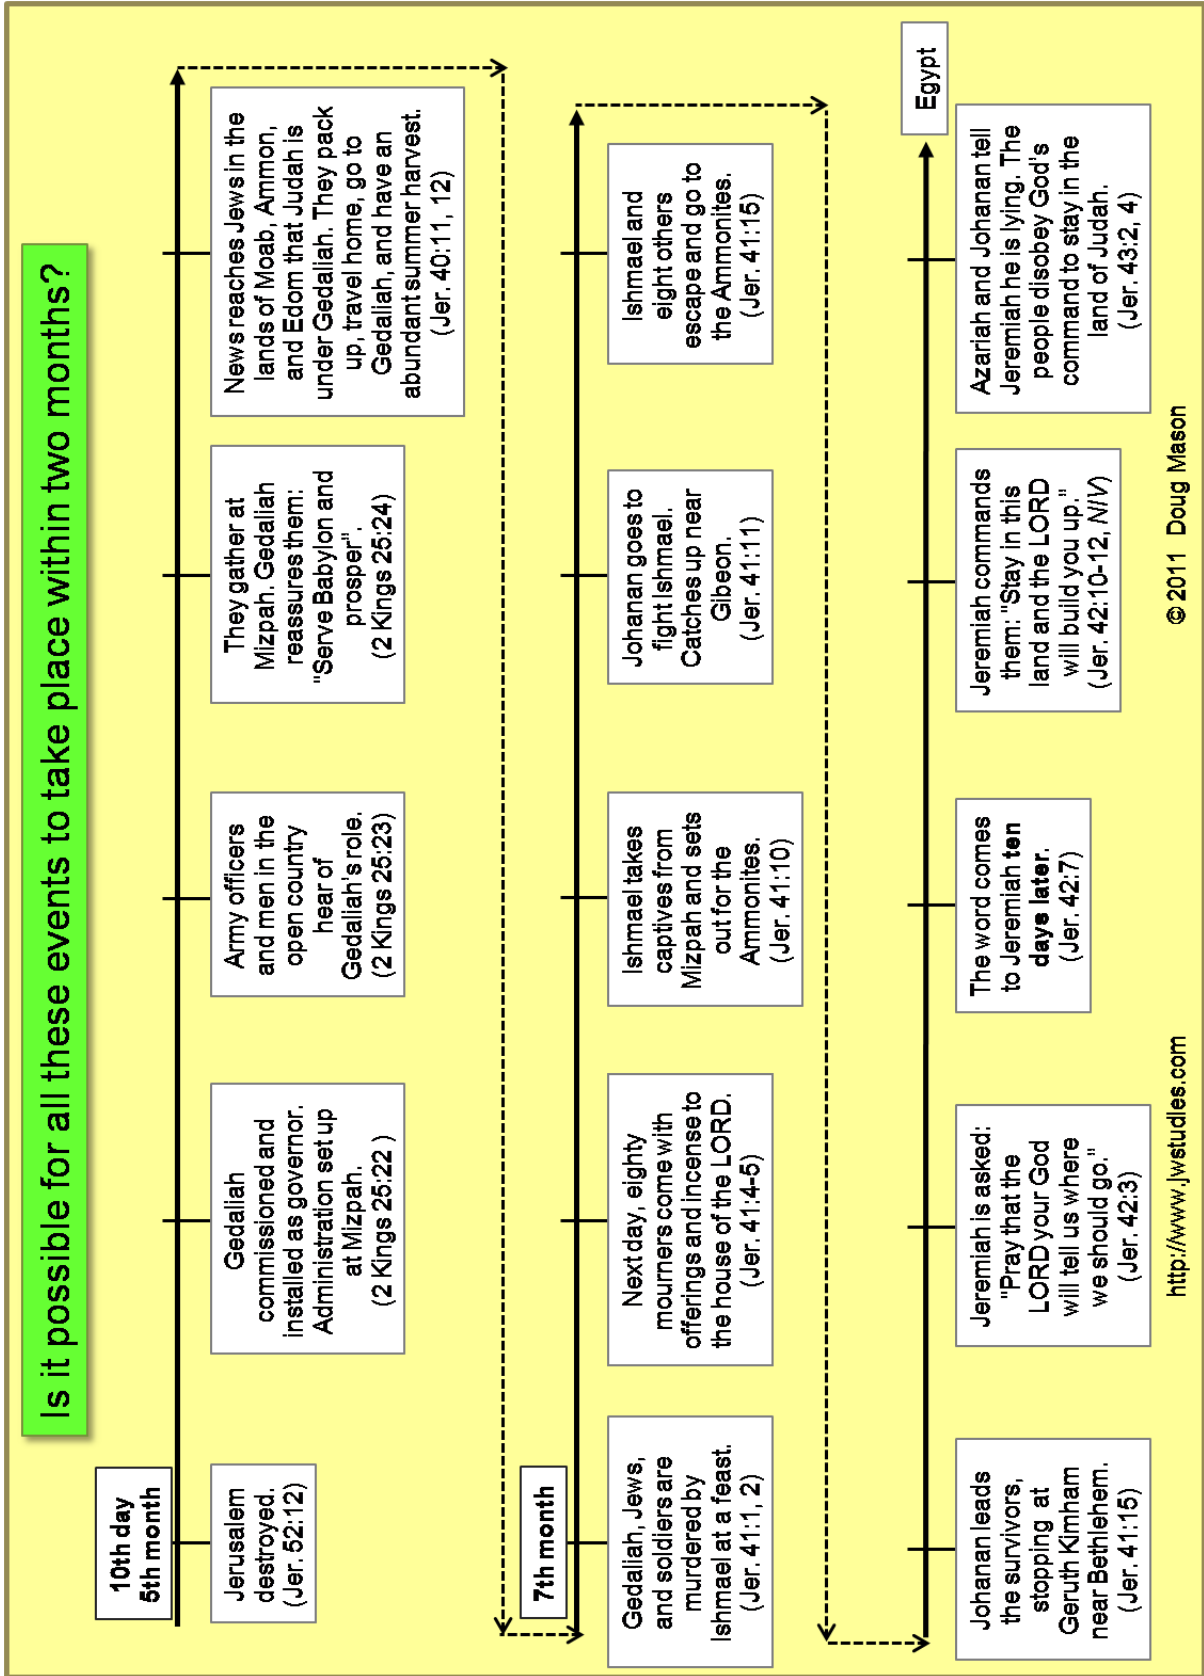 Is it possible for all these events to take place within two months?
10th day
5th month
Jerusalem
destroyed.
(Jer. 52:12)
Gedaliah
commissioned and
installed as governor.
Administration set up
at Mizpah.
(2 Kings 25:22 )
Army officers
and men in the
open country
hear of
Gedaliah's role.
(2 Kings 25:23)
They gather at
Mizpah. Gedaliah
reassures them:
"Serve Babylon and
prosper".
(2 Kings 25:24)
News reaches Jews in the
lands of Moab, Ammon,
and Edom that Judah is
under Gedaliah. They pack
up, travel home, go to
Gedaliah, and have an
abundant summer harvest.
(Jer. 40:11, 12)
7th month
Gedaliah, Jews,
and soldiers are
murdered by
Ishmael at a feast.
(Jer. 41:1, 2)
Next day, eighty
mourners come with
offerings and incense to
the house of the LORD.
(Jer. 41:4-5)
Ishmael takes
captives from
Mizpah and sets
out for the
Ammonites.
(Jer. 41:10)
Johanan goes to
fight Ishmael.
Catches up near
Gibeon.
(Jer. 41:11)
Ishmael and
eight others
escape and go to
the Ammonites.
(Jer. 41:15)
Egypt
Johanan leads
the survivors,
stopping at
Geruth Kimham
near Bethlehem.
(Jer. 41:15)
Jeremiah is asked:
"Pray that the
LORD your God
will tell us where
we should go."
(Jer. 42:3)
The word comes
to Jeremiah ten
days later.
(Jer. 42:7)
Jeremiah commands
them: "Stay in this
land and the LORD
will build you up."
(Jer. 42:10-12, NIV)
Azariah and Johanan tell
Jeremiah he is lying. The
people disobey God's
command to stay in the
land of Judah.
(Jer. 43:2, 4)
http://www.jwstudies.com
© 2011 Doug Mason